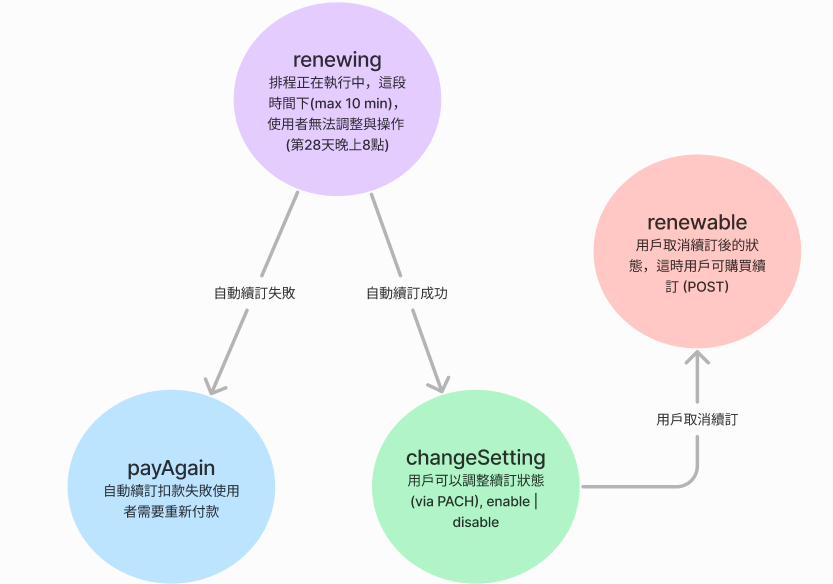 renewing
排程正在執行中，這段
時間下(max 10 min)，
使用者無法調整與操作
(第28天晚上8點)
renewable
用戶取消續訂後的狀
態，這時用戶可購買續
訂 (POST)
自動續訂失敗
自動續訂成功
用戶取消續訂
payAgain
自動續訂扣款失敗使用
者需要重新付款
changeSetting
用戶可以調整續訂狀態
(via PACH), enable |
disable